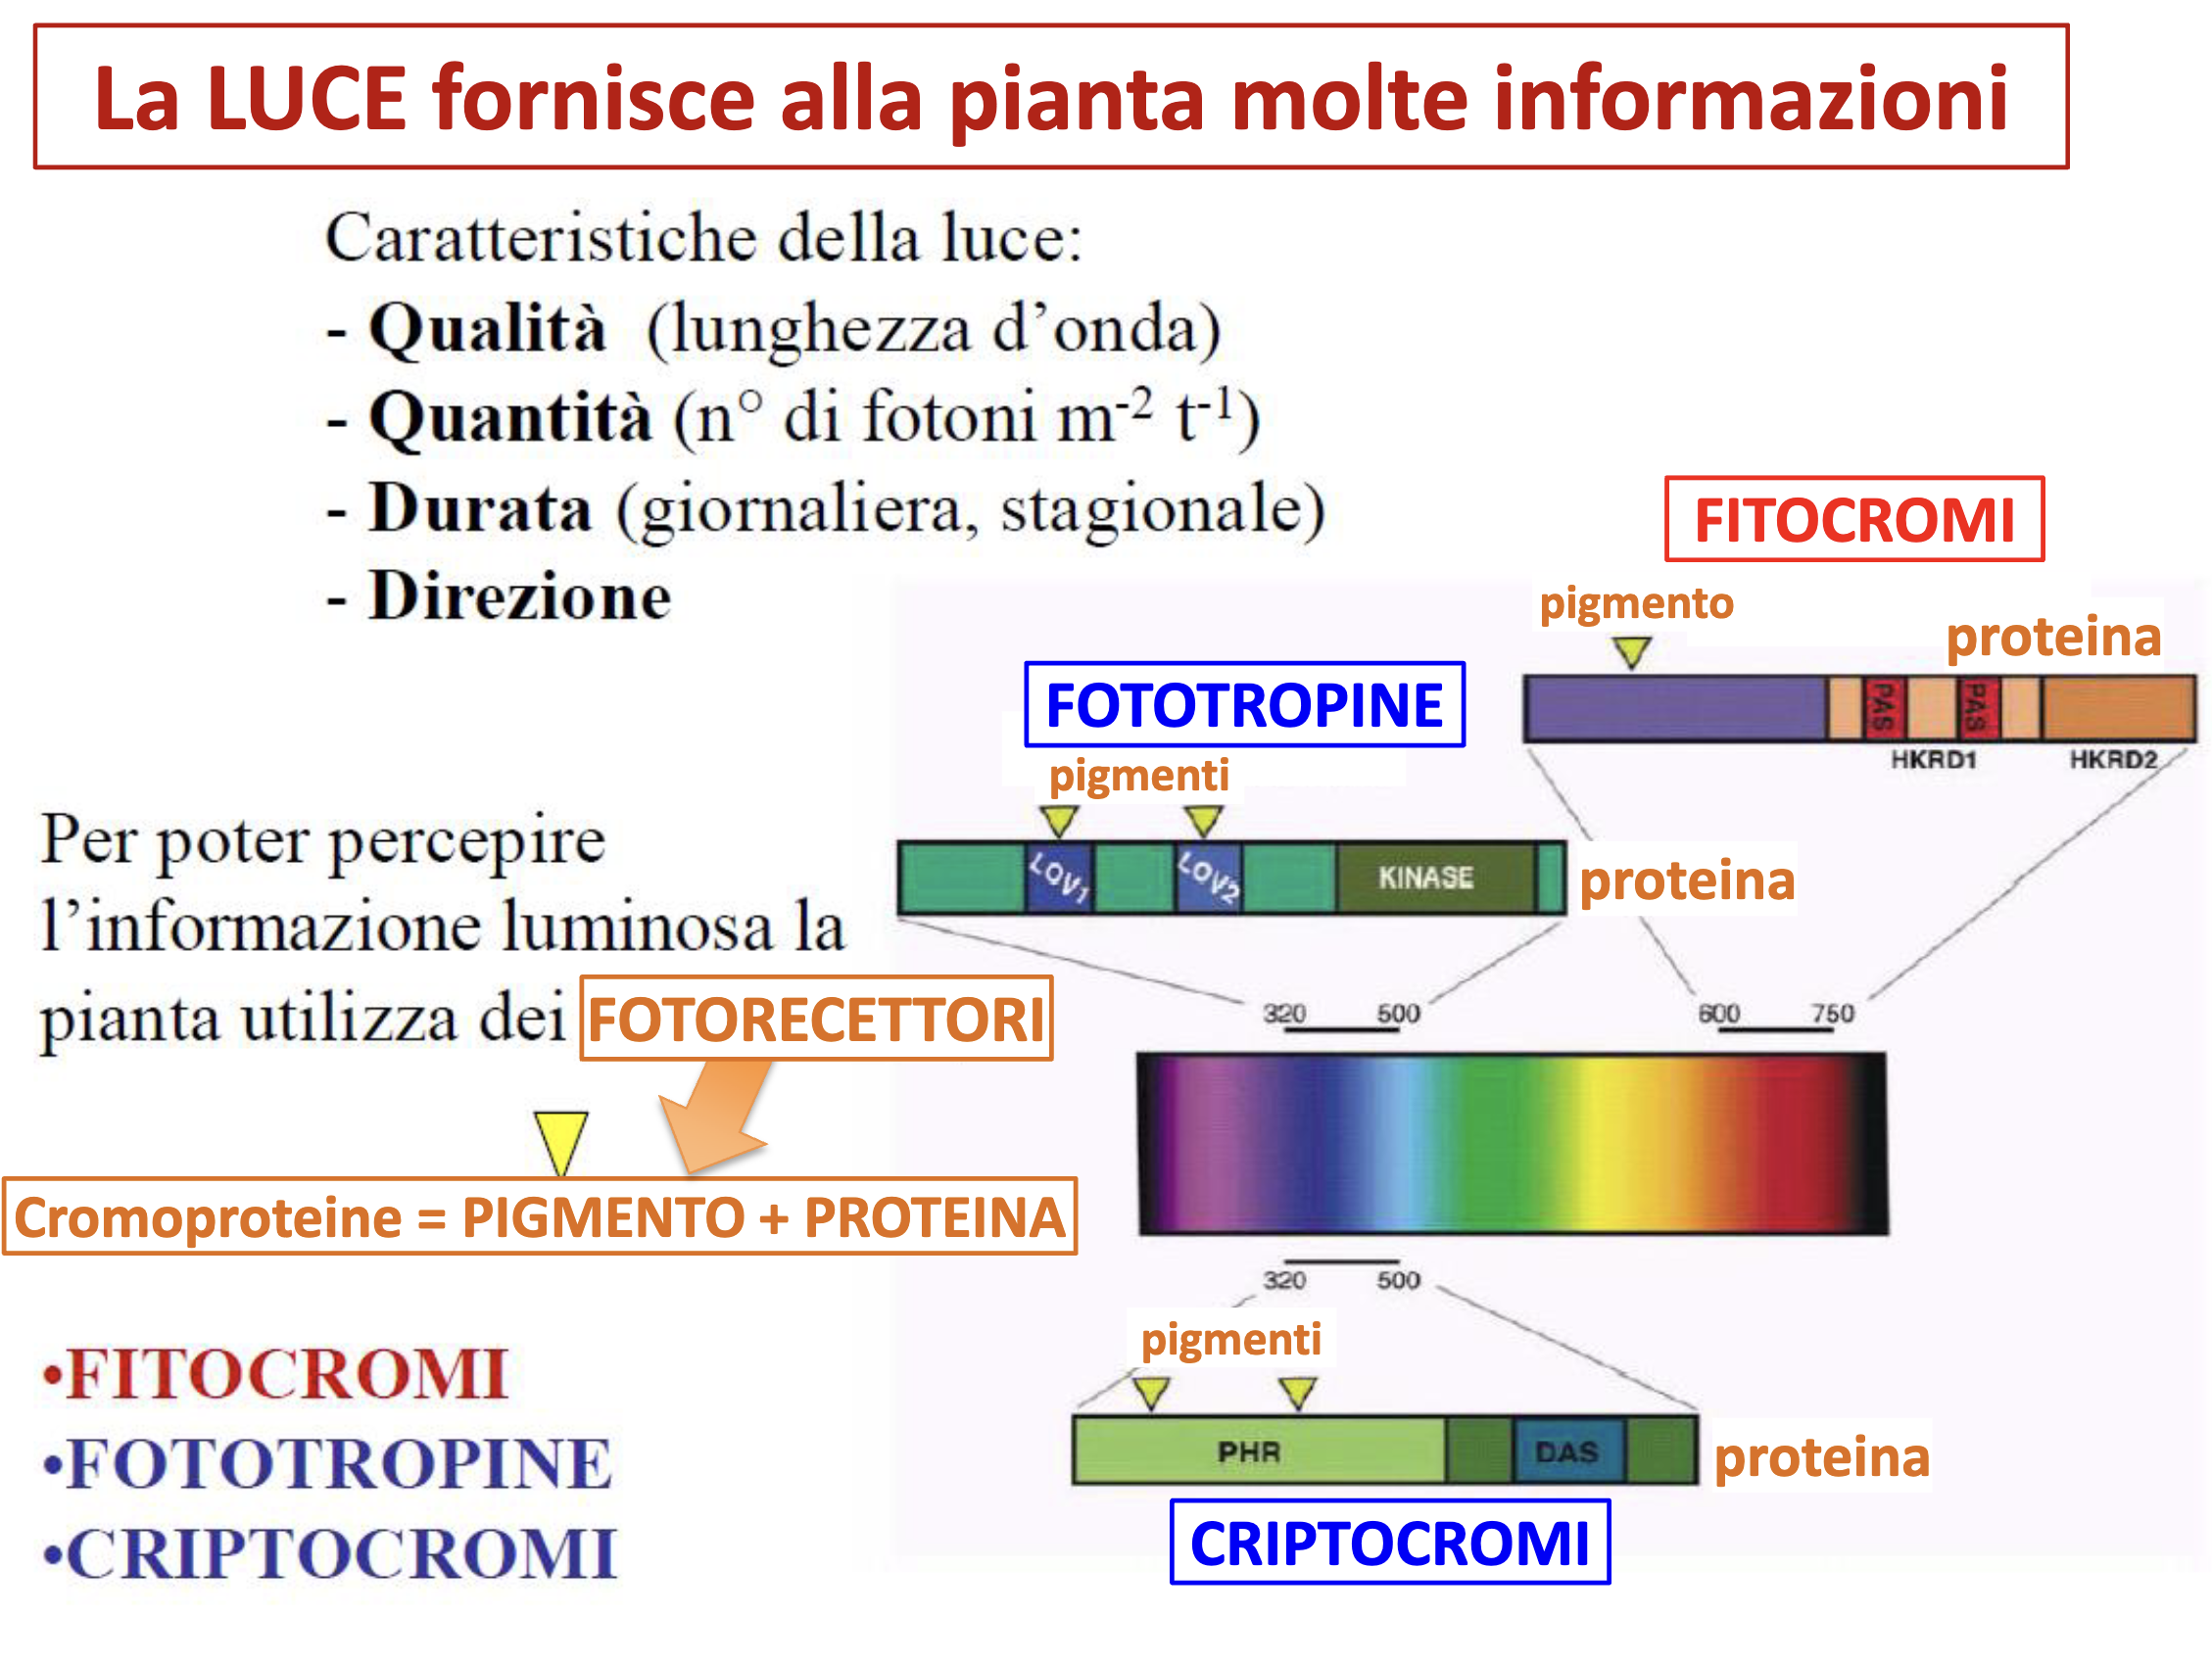 La LUCE fornisce alla pianta molte informazioni
Caratteristiche della luce:
- Qualità (lunghezza d'onda)
- Quantità (n° di fotoni m-2 t-1)
- Durata (giornaliera, stagionale)
- Direzione
FITOCROMI
pigmento
proteina
PAS
PAS
HKRD1
HKRD2
FOTOTROPINE
pigmenti
LOV1
LOV2
KINASE
proteina
Per poter percepire
l'informazione luminosa la
pianta utilizza dei FOTORECETTORI
Cromoproteine = PIGMENTO + PROTEINA
320
500
600
750
320
500
pigmenti
PHR
DAS
proteina
CRIPTOCROMI
•FITOCROMI
•FOTOTROPINE
•CRIPTOCROMI